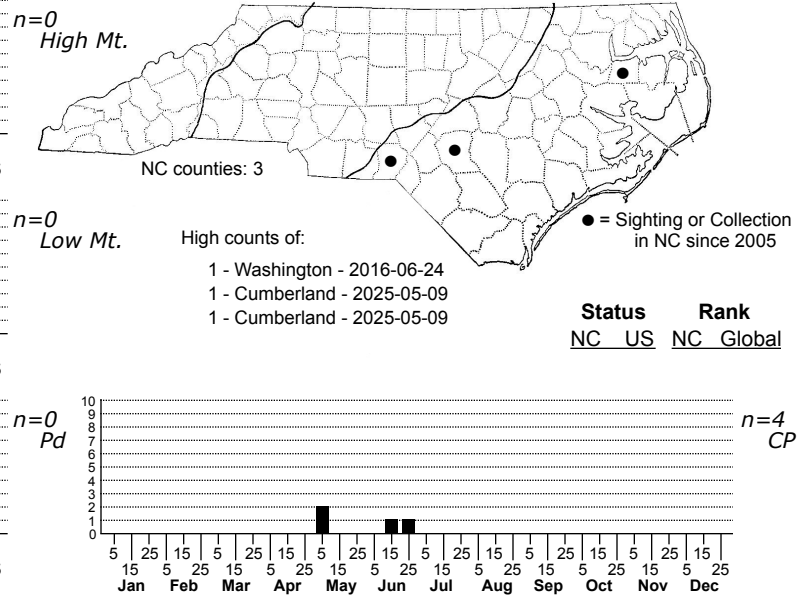 n=0
High Mt.
NC counties: 3
n=0
Low Mt.
High counts of:
1 - Washington - 2016-06-24
1 - Cumberland - 2025-05-09
1 - Cumberland - 2025-05-09
● = Sighting or Collection
in NC since 2005
Status Rank
NC US NC Global
n=0
Pd
n=4
CP
10
9
8
7
6
5
4
3
2
1
0
5 25 15 5 25 15 5 25 15 5 25 15 5 25 15 5 25 15
15 5 25 15 5 25 15 5 25 15 5 25 15 5 25 15 5 25
Jan Feb Mar Apr May Jun Jul Aug Sep Oct Nov Dec